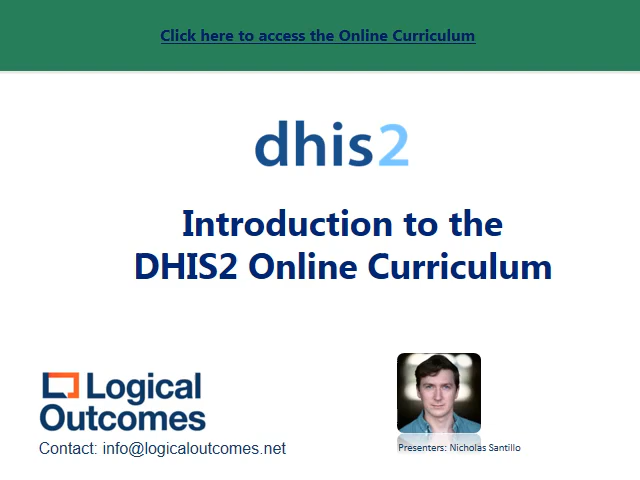 Click here to access the Online Curriculum
dhis2
Introduction to the
DHIS2 Online Curriculum
Logical
Outcomes
Contact: info@logicaloutcomes.net
Presenters: Nicholas Santillo